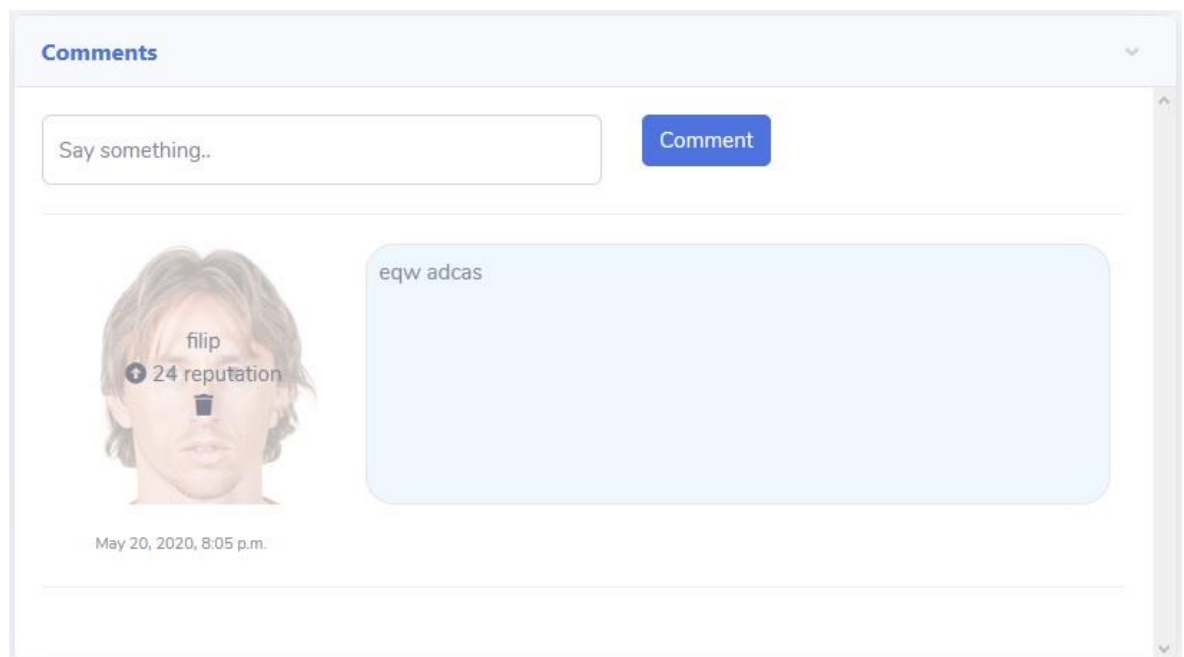 Comments
Say something..
Comment
filip
24 reputation
eqw adcas
May 20, 2020, 8:05 p.m.